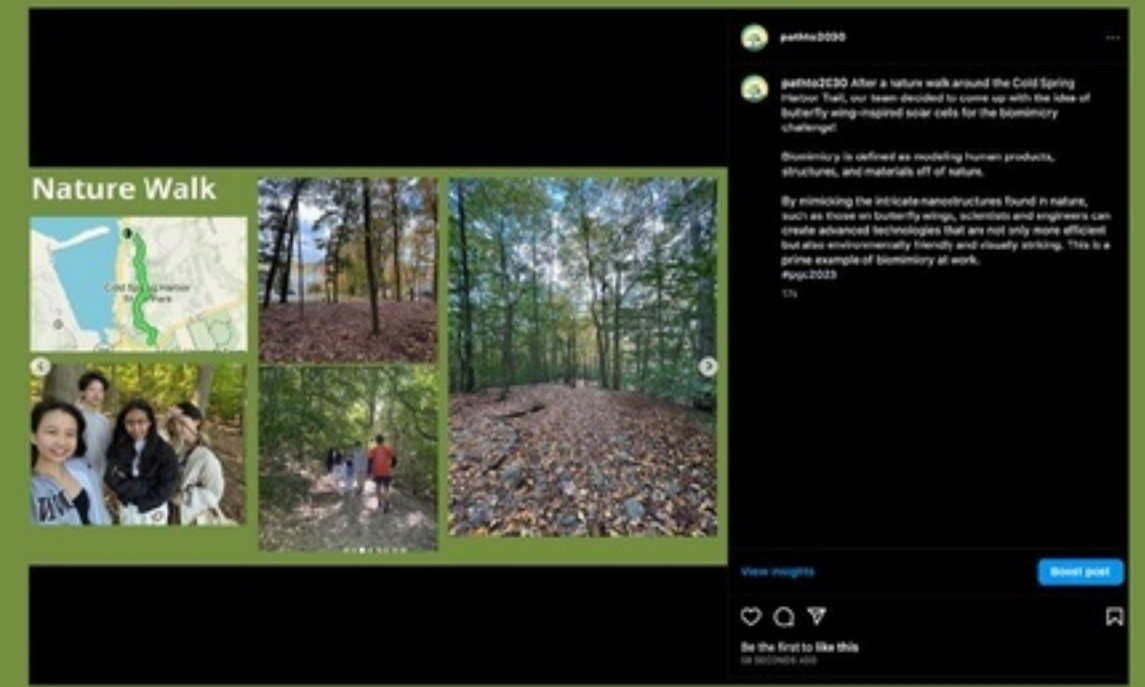 Nature Walk
Cold Spring Harbor
State Park
pathto2030
pathto2030 After a nature walk around the Cold Spring
Harbor Trail, our team decided to come up with the idea of
butterfly wing-inspired solar cells for the biomimicry
challenge!
Biomimicry is defined as modeling human products,
structures, and materials off of nature.
By mimicking the intricate nanostructures found in nature,
such as those on butterfly wings, scientists and engineers can
create advanced technologies that are not only more efficient
but also environmentally friendly and visually striking. This is a
prime example of biomimicry at work.
#pgc2023
View insights
Boost post
Be the first to like this
SECONDS AGO